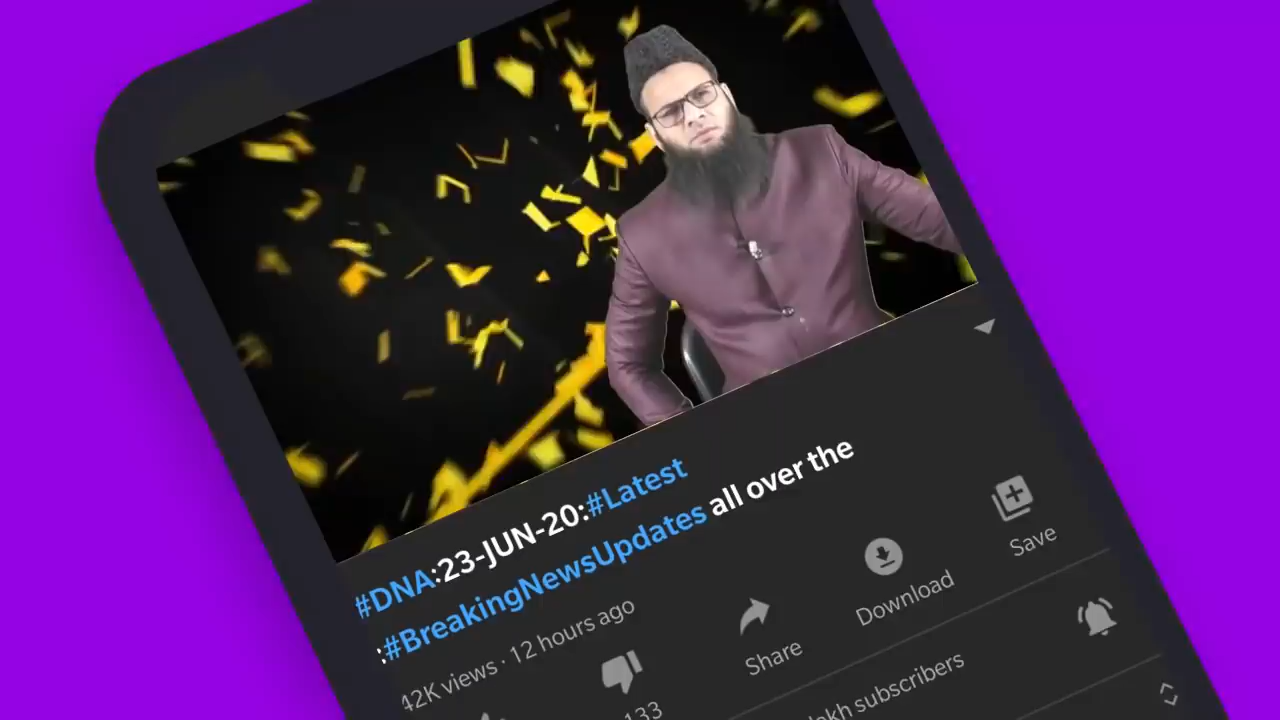 #DNA:23-JUN-20:#Latest
:#BreakingNewsUpdates all over the
42K views · 12 hours ago
133
Share
Download
Save
lakh subscribers